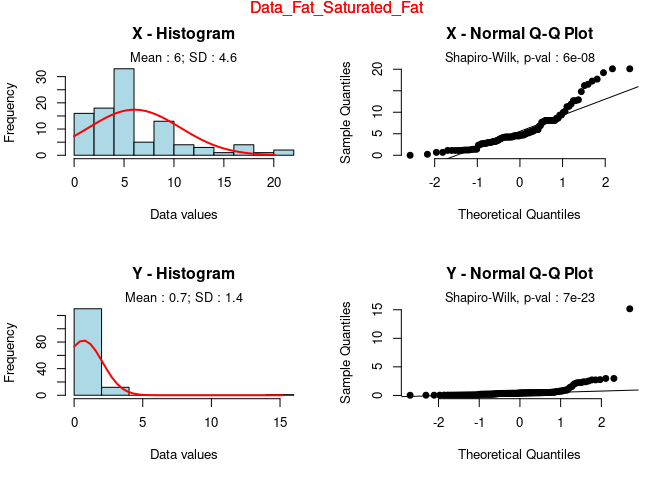 Data_Fat_Saturated_Fat
X - Histogram
Mean : 6; SD : 4.6
Frequency
0 10 20 30
0 5 10 15 20
Data values
X - Normal Q-Q Plot
Shapiro-Wilk, p-val : 6e-08
Sample Quantiles
0 5 10 20
-2 -1 0 1 2
Theoretical Quantiles
Y - Histogram
Mean : 0.7; SD : 1.4
Frequency
0 40 80
0 5 10 15
Data values
Y - Normal Q-Q Plot
Shapiro-Wilk, p-val : 7e-23
Sample Quantiles
0 5 10 15
-2 -1 0 1 2
Theoretical Quantiles